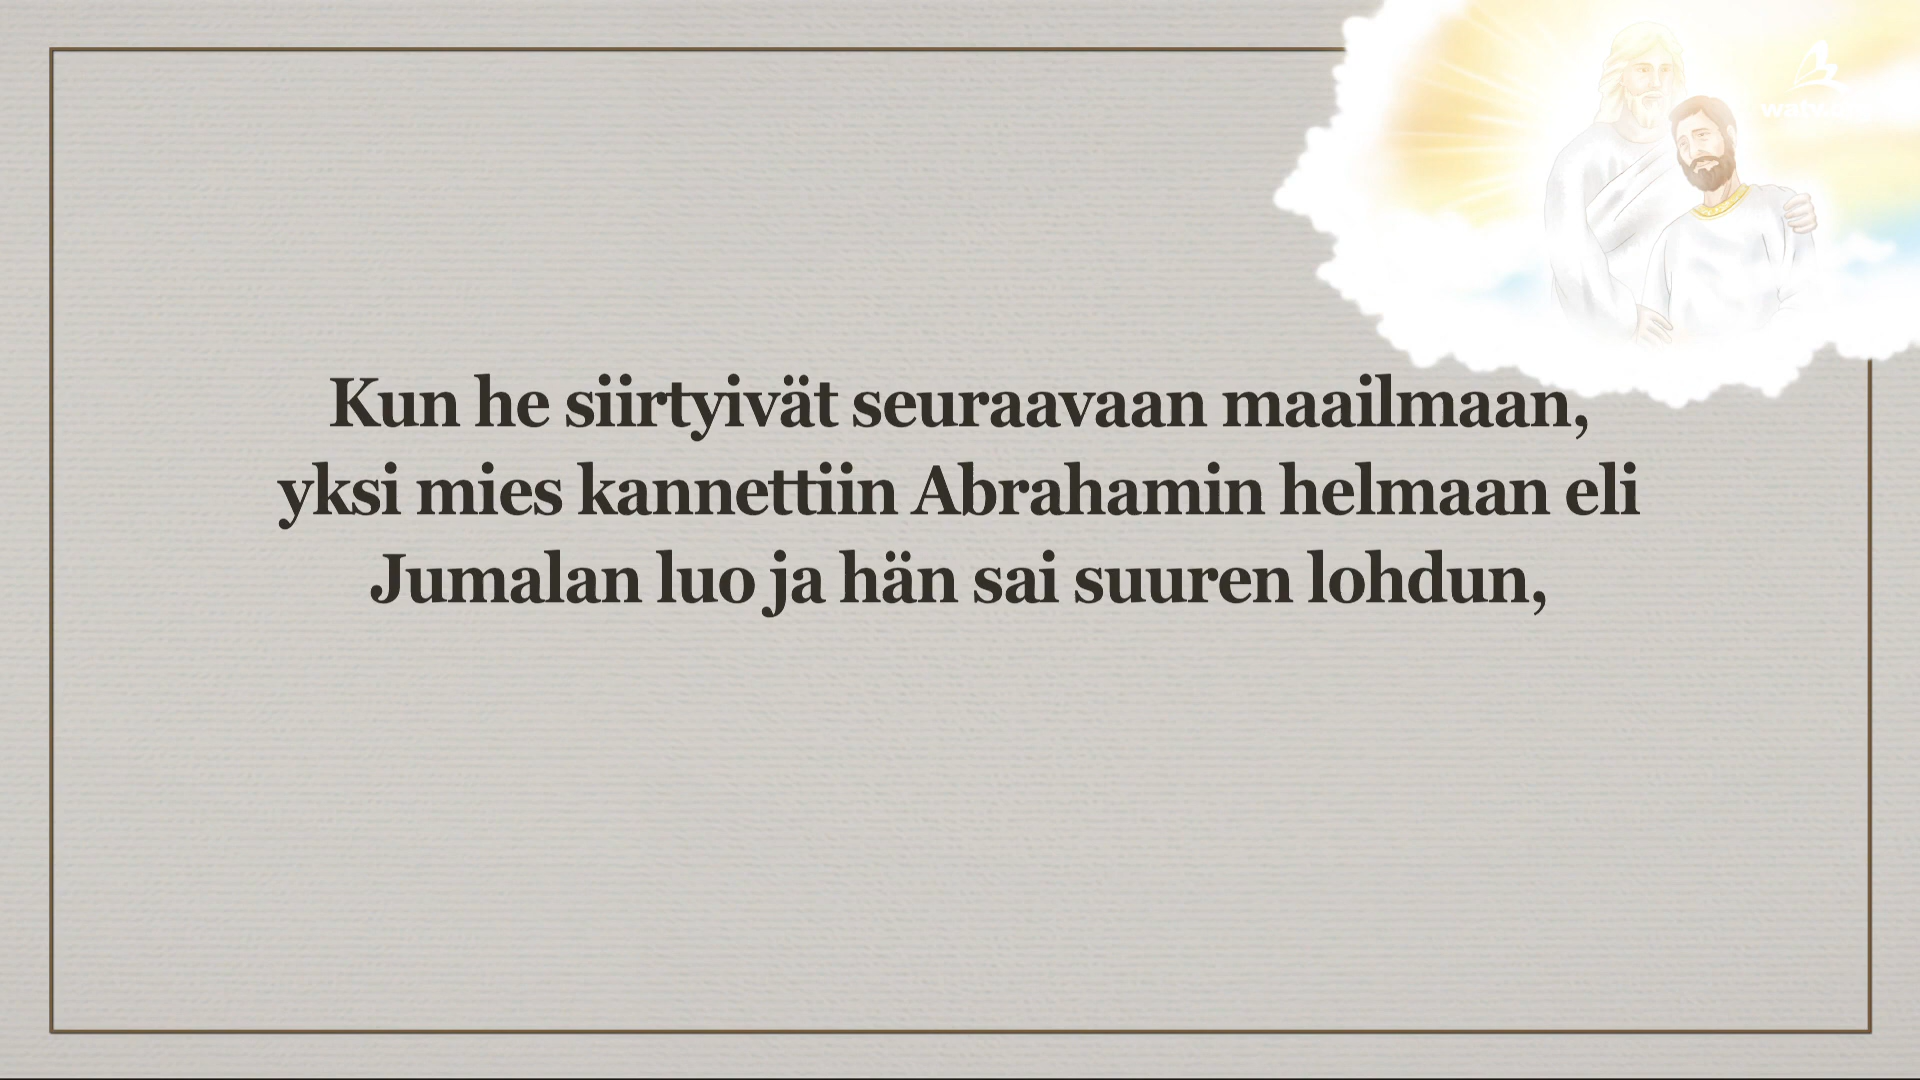 Kun he siirtyivät seuraavaan maailmaan,
yksi mies kannettiin Abrahamin helmaan eli
Jumalan luo ja hän sai suuren lohdun,